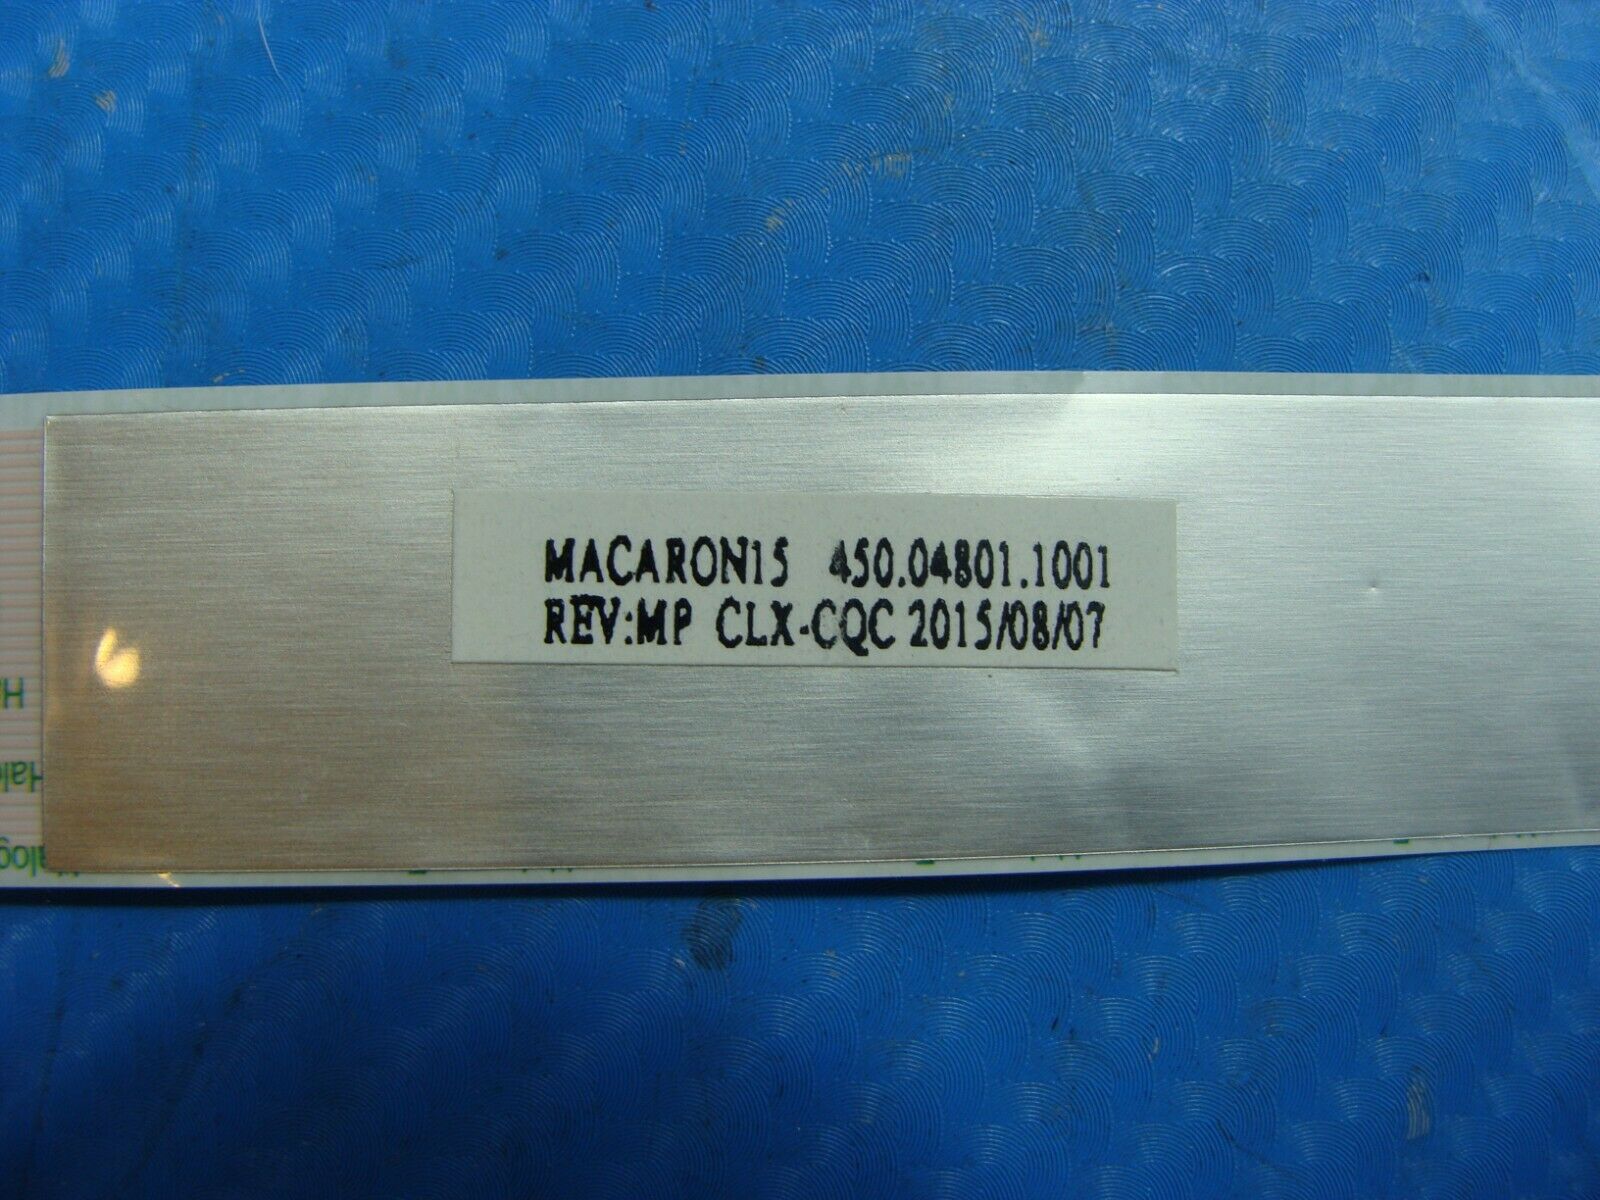 MACARON15 450.04801.1001
REV:MP CLX-CQC 2015/08/07